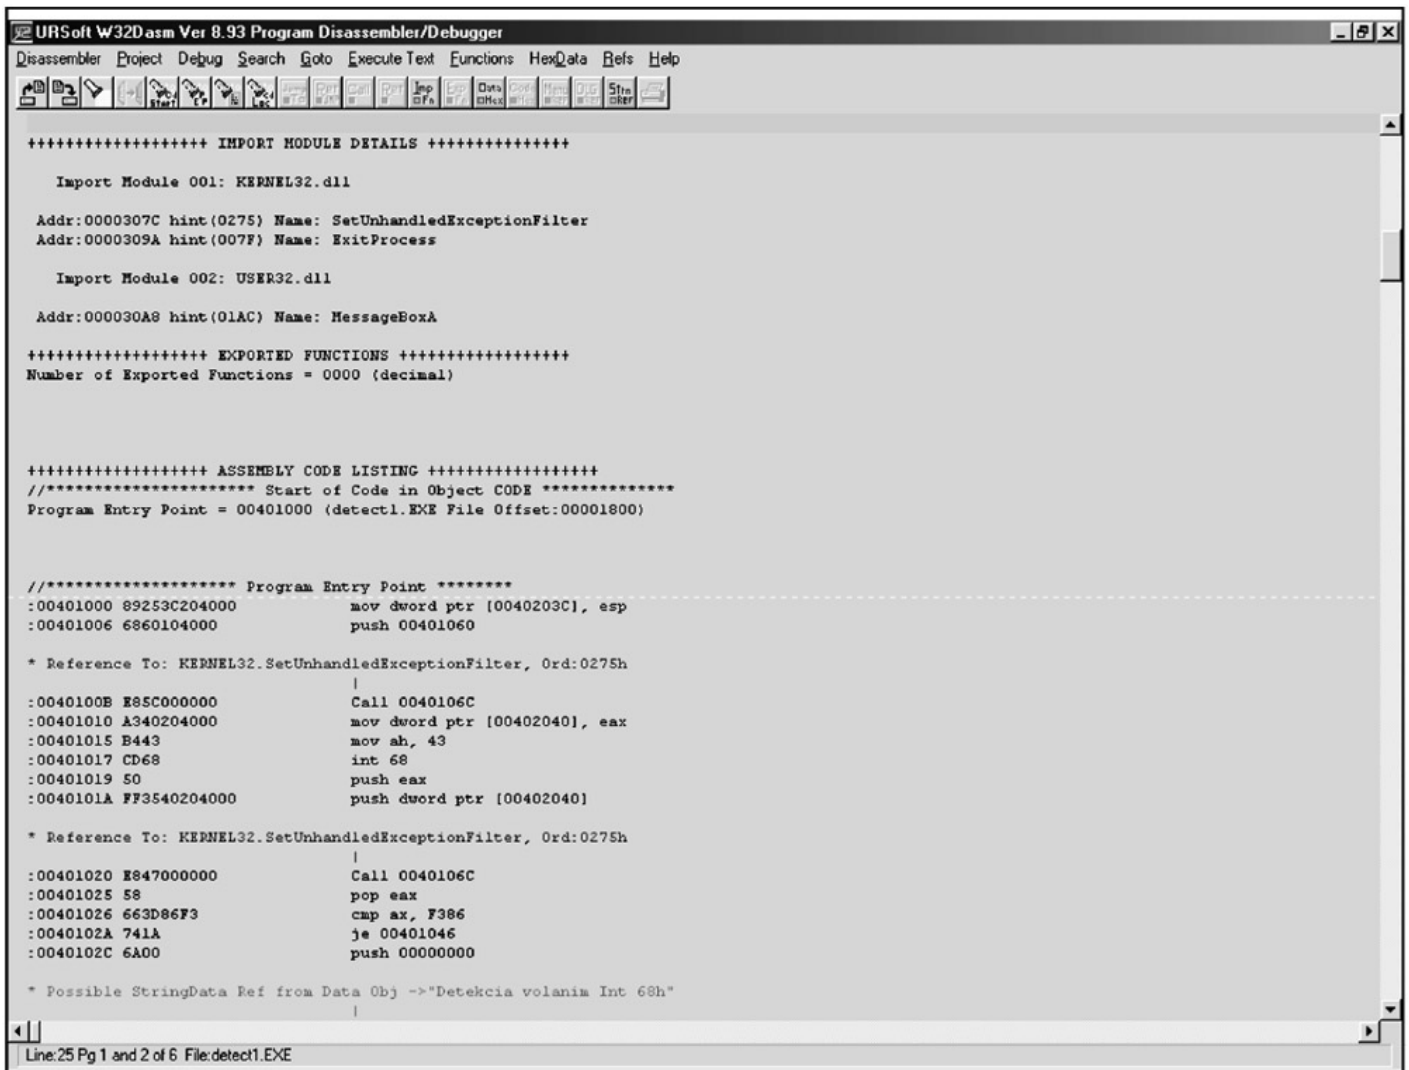 URSoft W32Dasm Ver 8.93 Program Disassembler/Debugger
Disassembler Project Debug Search Goto Execute Text Functions HexData Refs Help
+++++++++++++++++++ IMPORT MODULE DETAILS +++++++++++++++
Import Module 001: KERNEL32.dll
Addr:0000307C hint(0275) Name: SetUnhandledExceptionFilter
Addr:0000309A hint(007F) Name: ExitProcess
Import Module 002: USER32.dll
Addr:000030A8 hint(01AC) Name: MessageBoxA
+++++++++++++++++++ EXPORTED FUNCTIONS ++++++++++++++++++
Number of Exported Functions = 0000 (decimal)
+++++++++++++++++++ ASSEMBLY CODE LISTING ++++++++++++++++++
//********************** Start of Code in Object CODE **************
Program Entry Point = 00401000 (detect1.EXE File Offset:00001800)
//******************** Program Entry Point ********
:00401000 89253C204000 mov dword ptr [0040203C], esp
:00401006 6860104000 push 00401060
* Reference To: KERNEL32.SetUnhandledExceptionFilter, Ord:0275h
|
:0040100B E85C000000 Call 0040106C
:00401010 A340204000 mov dword ptr [00402040], eax
:00401015 B443 mov ah, 43
:00401017 CD68 int 68
:00401019 50 push eax
:0040101A FF3540204000 push dword ptr [00402040]
* Reference To: KERNEL32.SetUnhandledExceptionFilter, Ord:0275h
|
:00401020 E847000000 Call 0040106C
:00401025 58 pop eax
:00401026 663D86F3 cmp ax, F386
:0040102A 741A je 00401046
:0040102C 6A00 push 00000000
* Possible StringData Ref from Data Obj ->"Detekcia volanim Int 68h"
|
Line:25 Pg 1 and 2 of 6 File:detect1.EXE